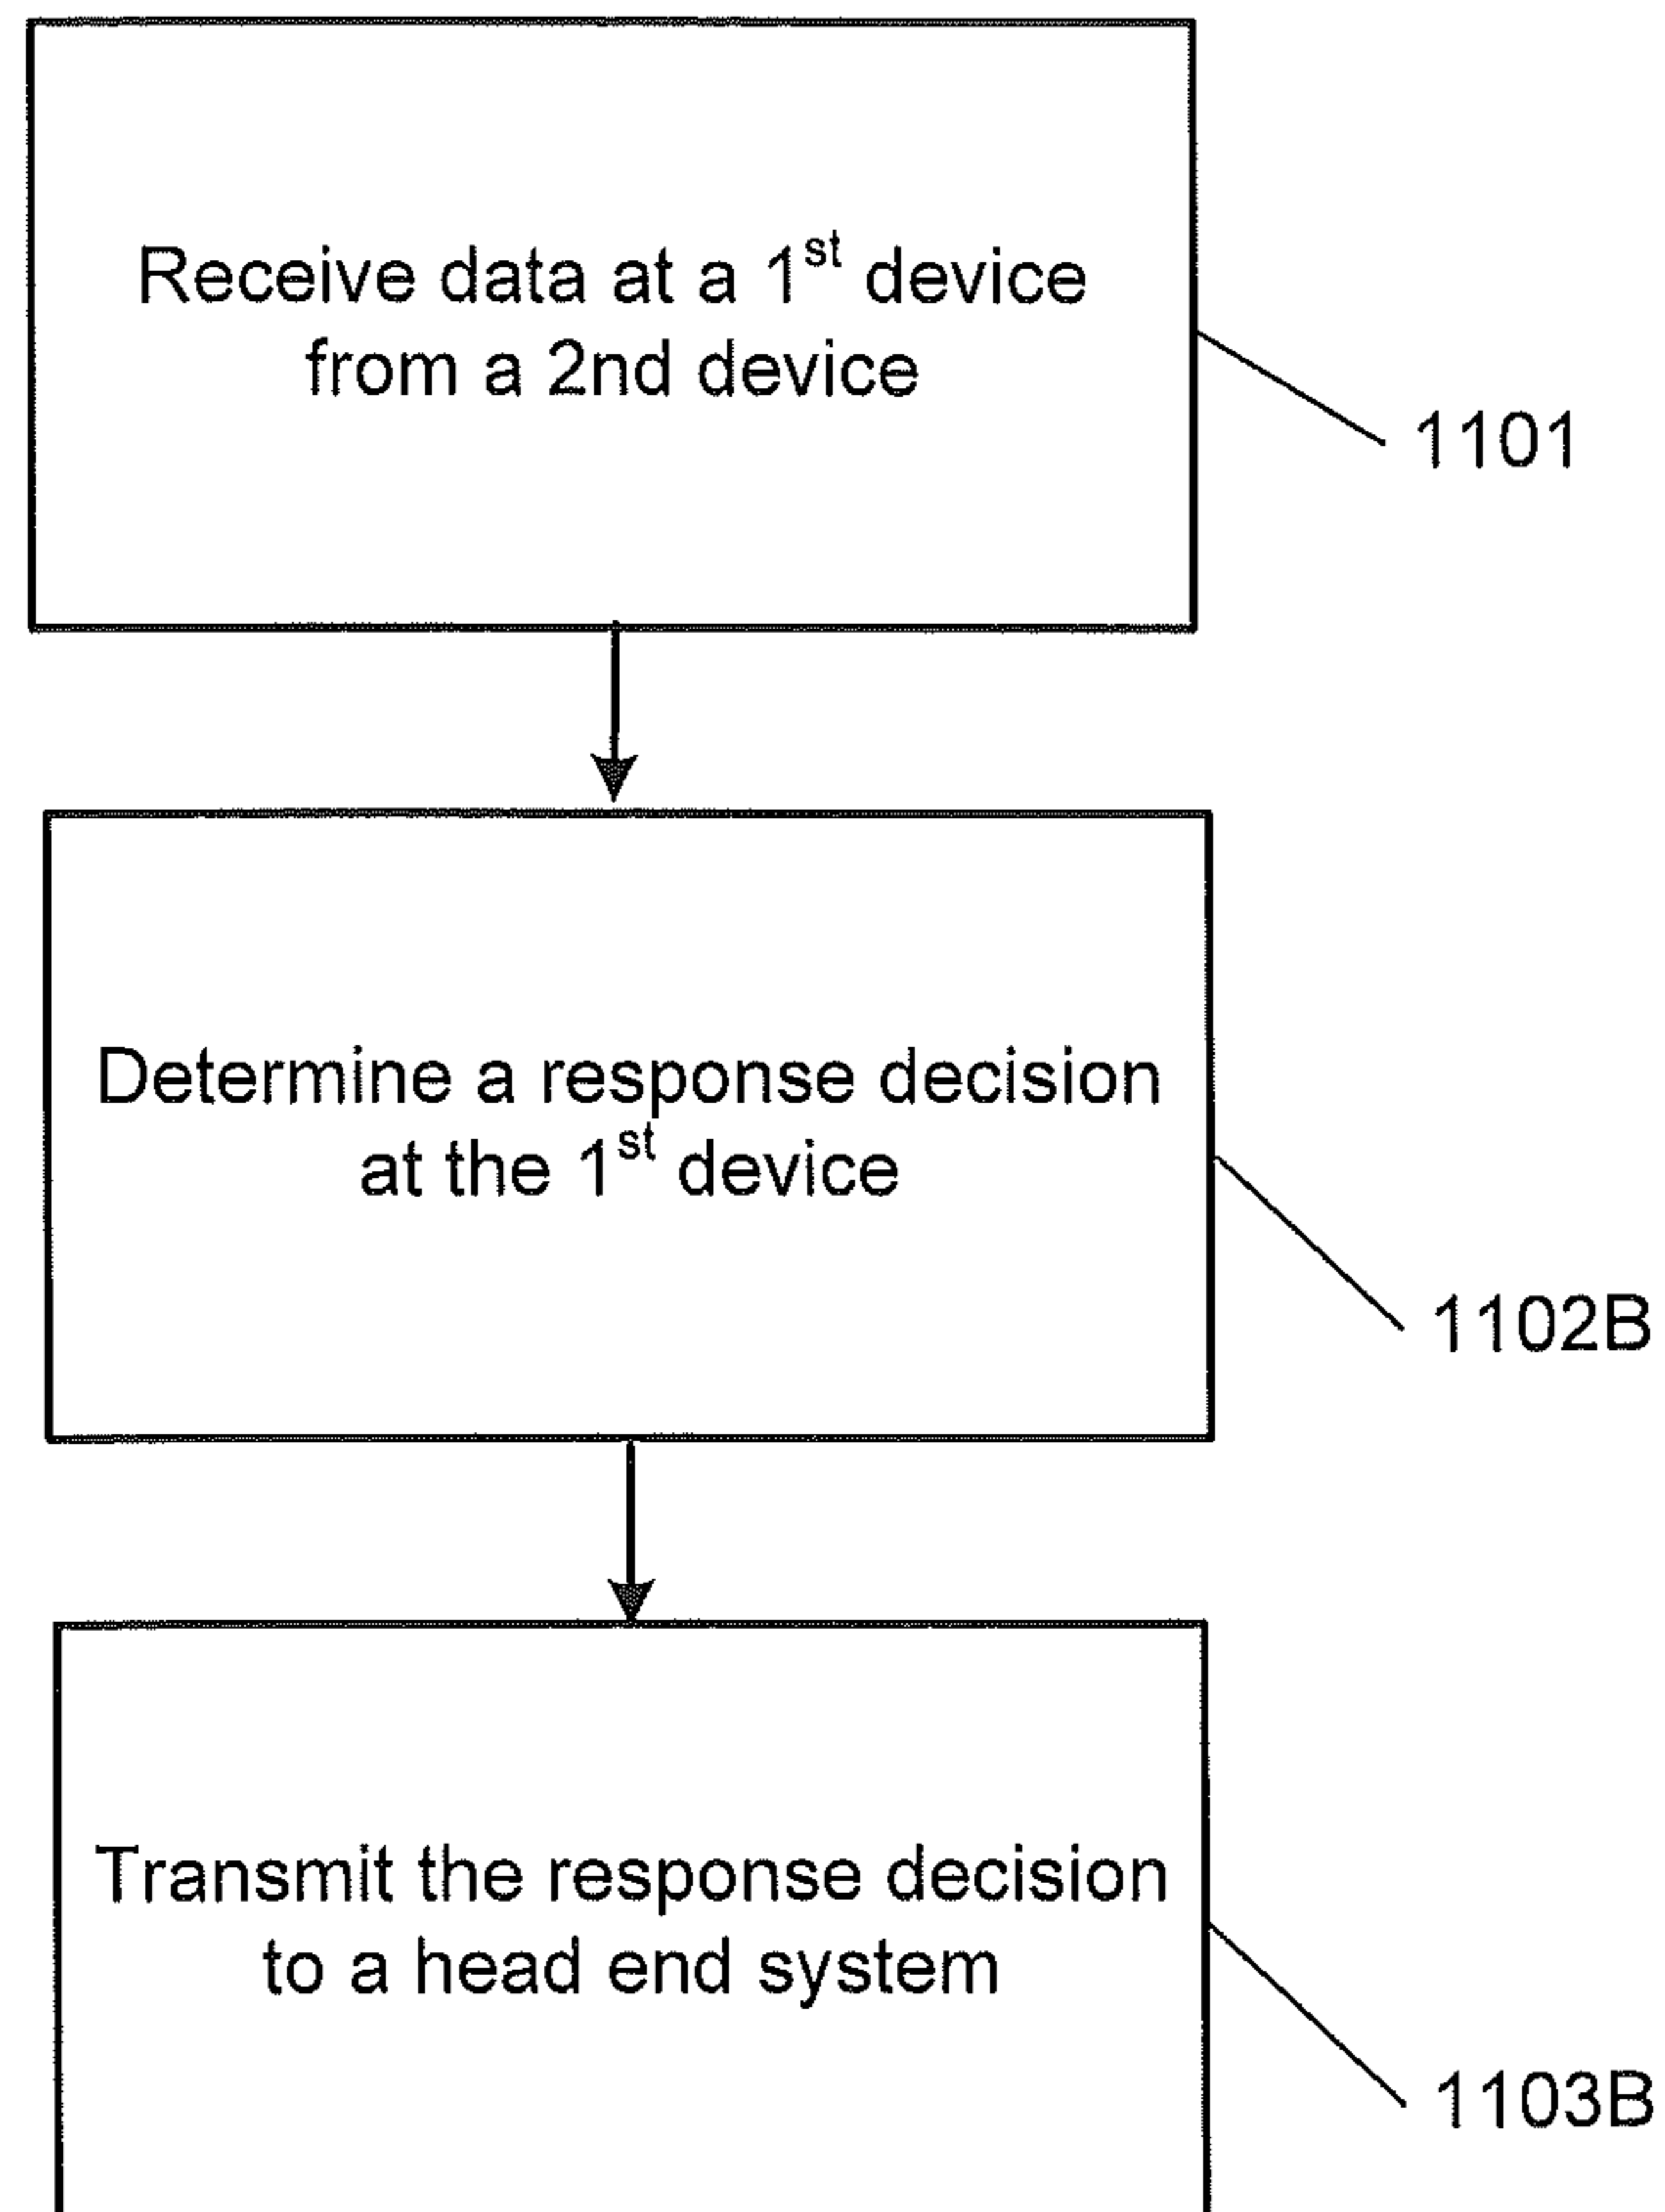 Receive data at a 1st device
from a 2nd device
1101
Determine a response decision
at the 1st device
1102B
Transmit the response decision
to a head end system
1103B